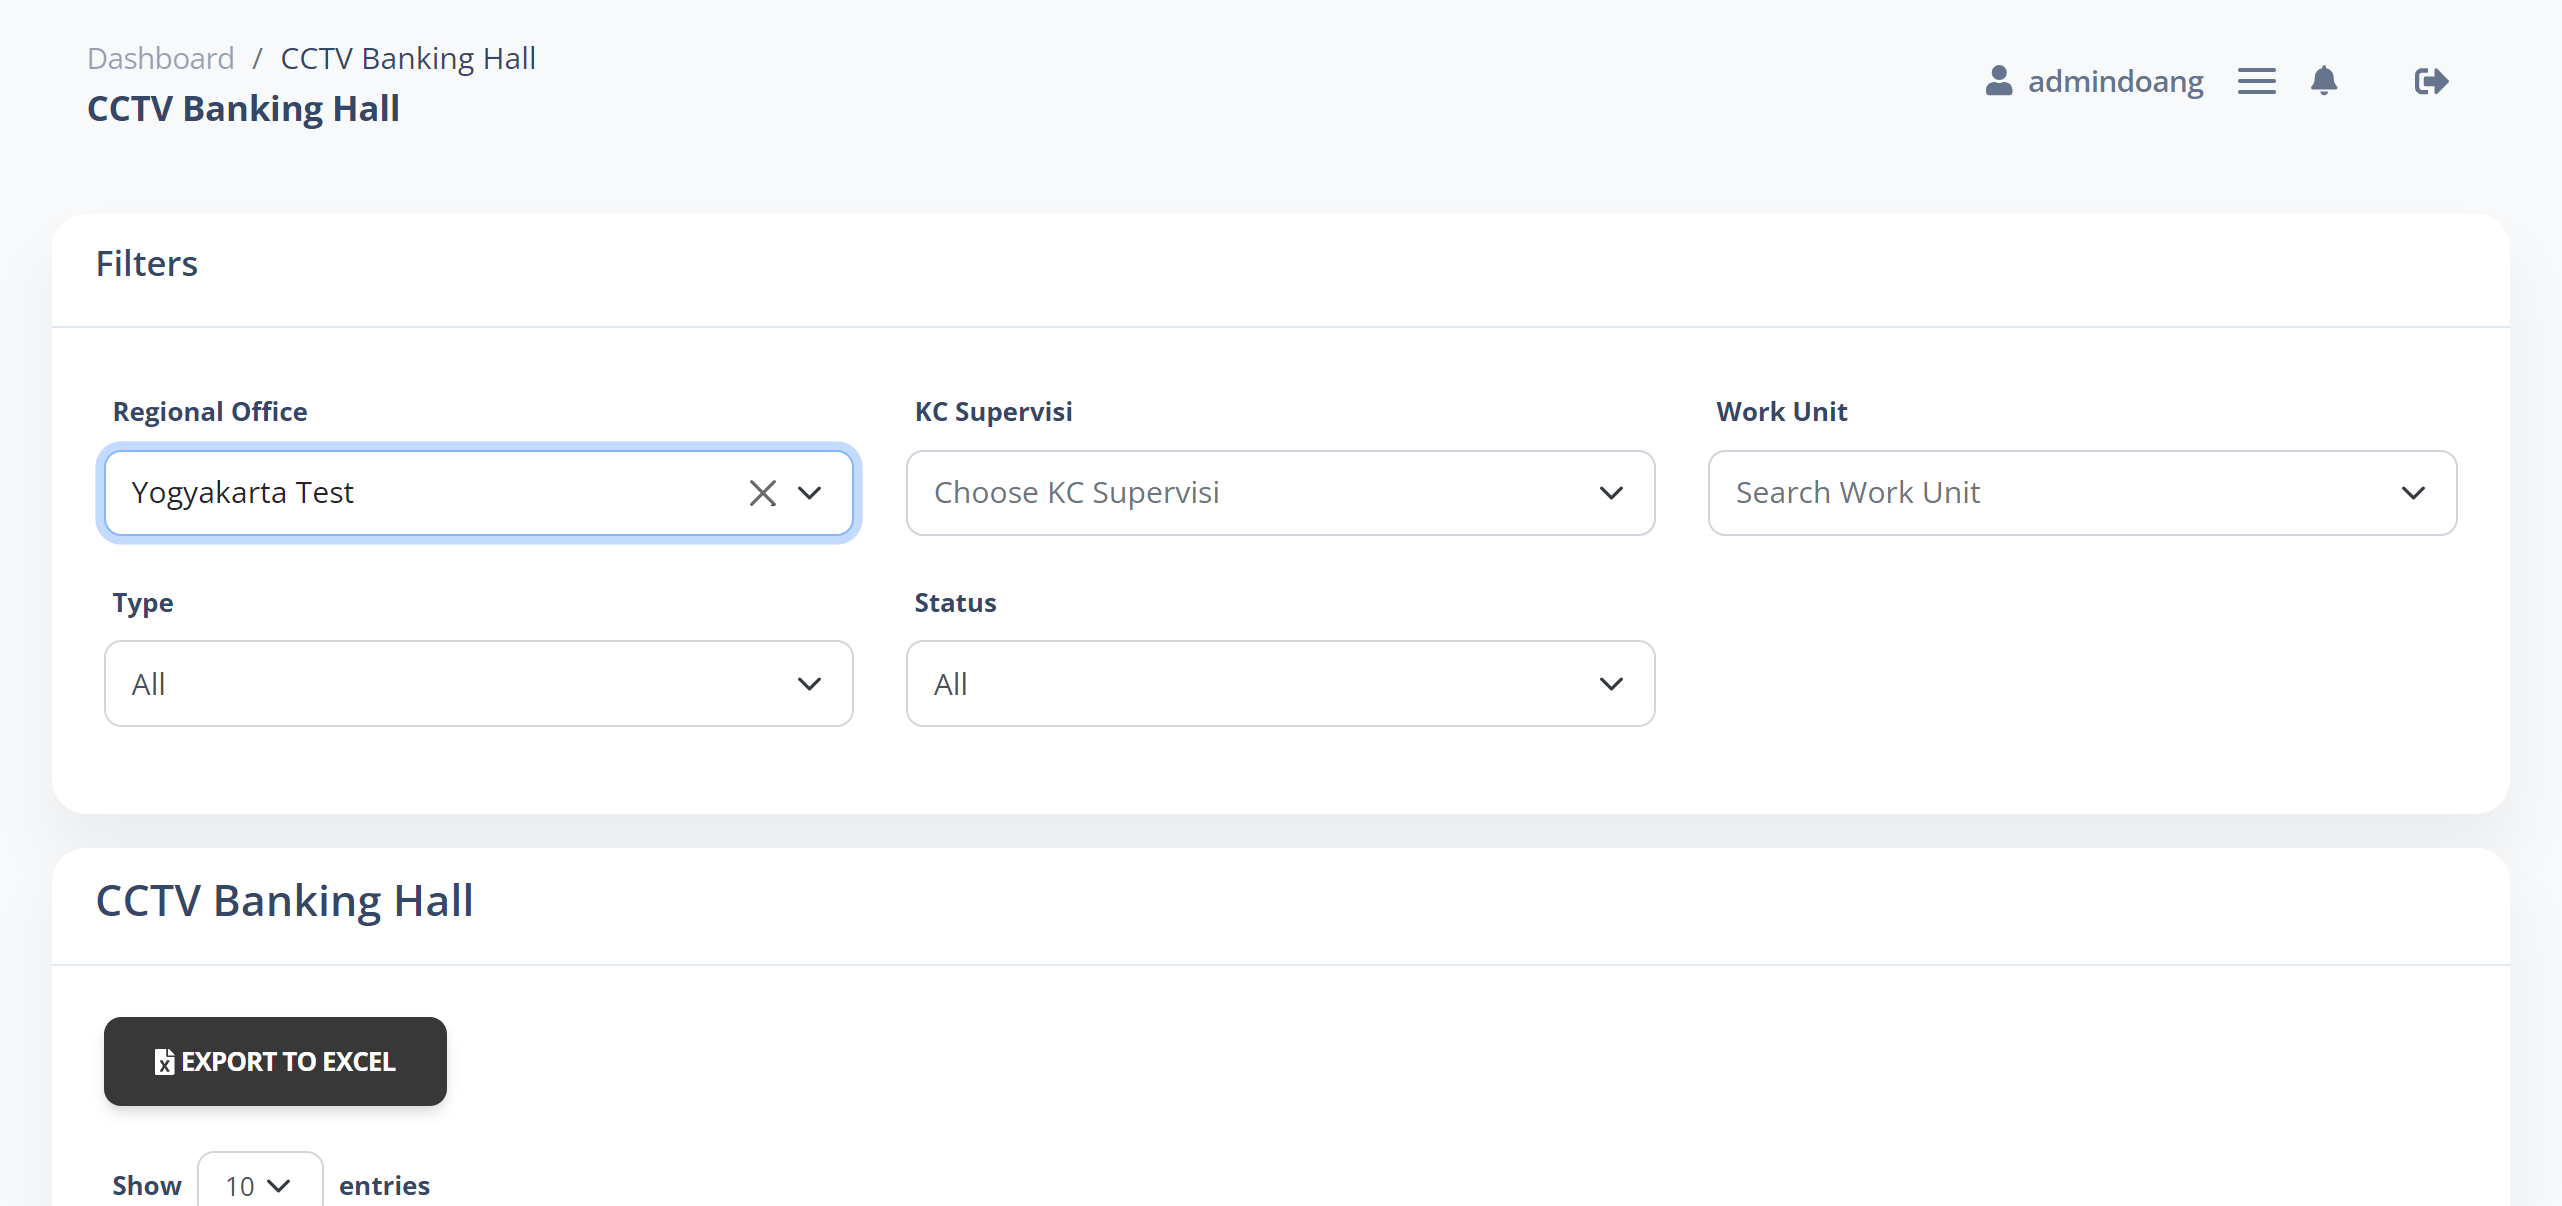 Dashboard / CCTV Banking Hall
CCTV Banking Hall
admindoang
Filters
Regional Office
KC Supervisi
Work Unit
Yogyakarta Test
Choose KC Supervisi
Search Work Unit
Type
Status
All
All
CCTV Banking Hall
EXPORT TO EXCEL
Show 10 entries